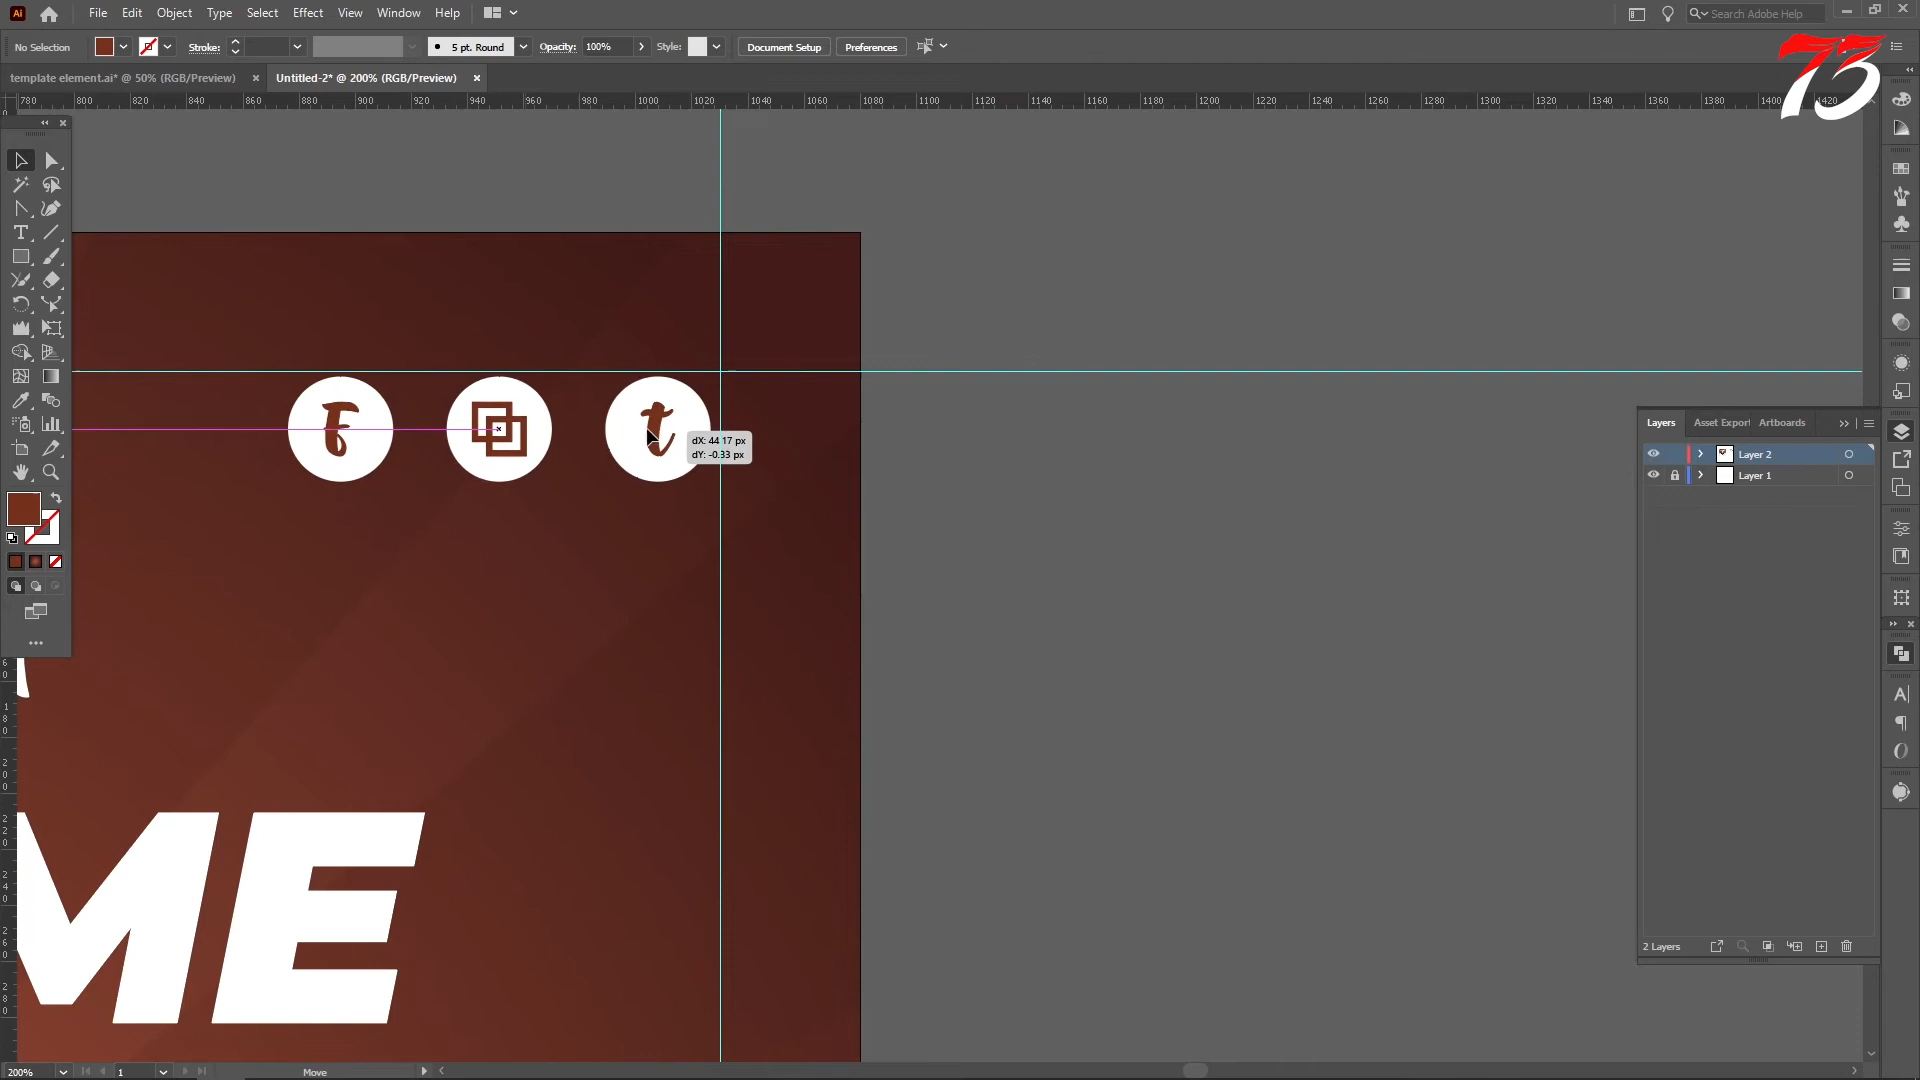 Ai File Edit Object Type Select Effect View Window Help Search Adobe Help
No Selection Stroke: 5 pt. Round Opacity: 100% Style: Document Setup Preferences
73
template element.ai* @ 50% (RGB/Preview) × Untitled-2* @ 200% (RGB/Preview) ×
780 800 820 840 860 880 900 920 940 960 980 1000 1020 1040 1060 1080 1100 1120 1140 1160 1180 1200 1220 1240 1260 1280 1300 1320 1340 1360 1380 1400 1420
F t
dX: 44.17 px
dY: -0.33 px
Layers Asset Export Artboards
Layer 2
Layer 1
ME
2 Layers
200% 1 Move